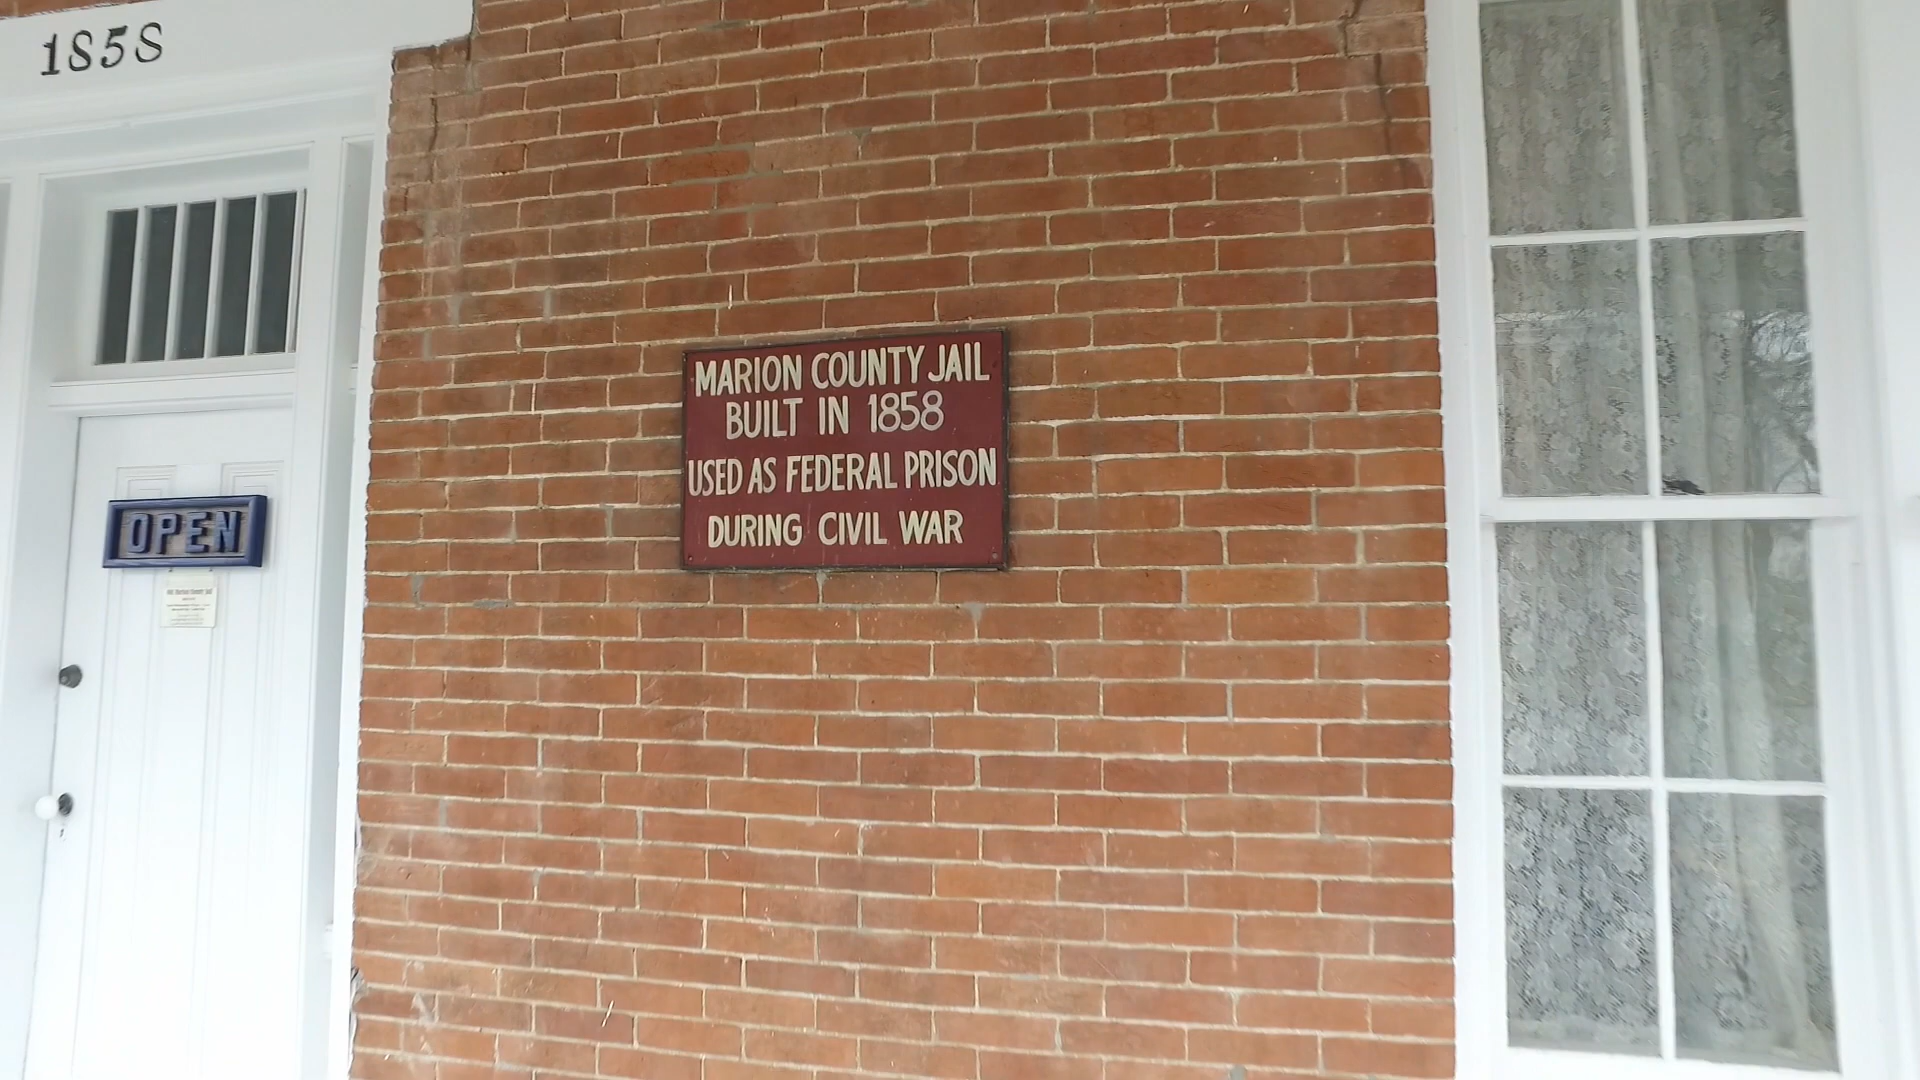 1858
MARION COUNTY JAIL
BUILT IN 1858
USED AS FEDERAL PRISON
DURING CIVIL WAR
OPEN